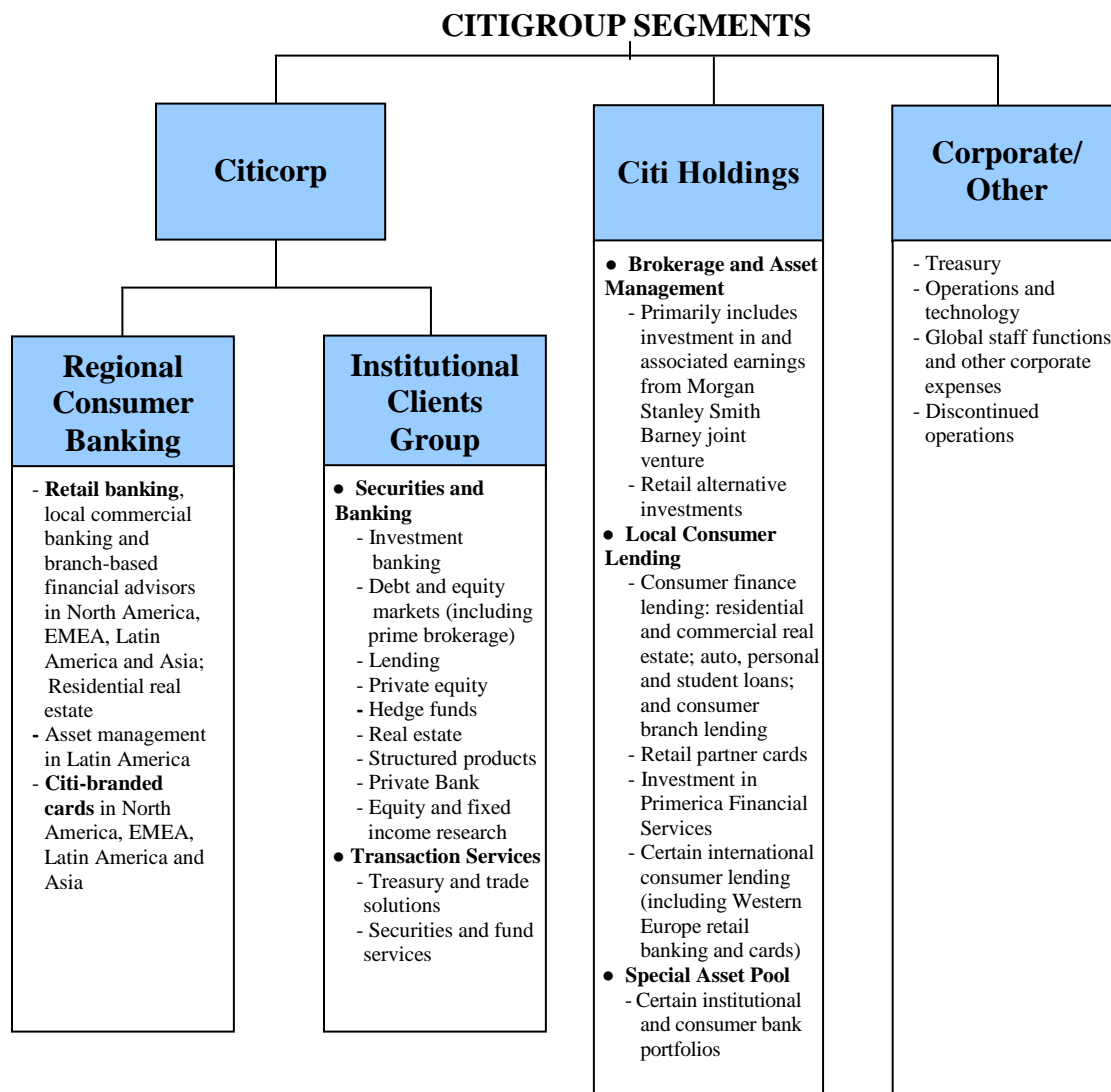 CITIGROUP SEGMENTS
Citicorp
Citi Holdings
Corporate/
Other
Regional
Consumer
Banking
- Retail banking,
local commercial
banking and
branch-based
financial advisors
in North America,
EMEA, Latin
America and Asia;
Residential real
estate
- Asset management
in Latin America
- Citi-branded
cards in North
America, EMEA,
Latin America and
Asia
Institutional
Clients
Group
● Securities and
Banking
- Investment
banking
- Debt and equity
markets (including
prime brokerage)
- Lending
- Private equity
- Hedge funds
- Real estate
- Structured products
- Private Bank
- Equity and fixed
income research
● Transaction Services
- Treasury and trade
solutions
- Securities and fund
services
● Brokerage and Asset
Management
- Primarily includes
investment in and
associated earnings
from Morgan
Stanley Smith
Barney joint
venture
- Retail alternative
investments
● Local Consumer
Lending
- Consumer finance
lending: residential
and commercial real
estate; auto, personal
and student loans;
and consumer
branch lending
- Retail partner cards
- Investment in
Primerica Financial
Services
- Certain international
consumer lending
(including Western
Europe retail
banking and cards)
● Special Asset Pool
- Certain institutional
and consumer bank
portfolios
- Treasury
- Operations and
technology
- Global staff functions
and other corporate
expenses
- Discontinued
operations